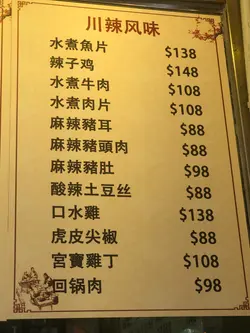 川辣风味
水煮魚片 $138
辣子鸡 $148
水煮牛肉 $108
水煮肉片 $108
麻辣豬耳 $88
麻辣豬頭肉 $88
麻辣豬肚 $98
酸辣土豆丝 $88
口水雞 $138
虎皮尖椒 $88
宮寶雞丁 $108
回锅肉 $98